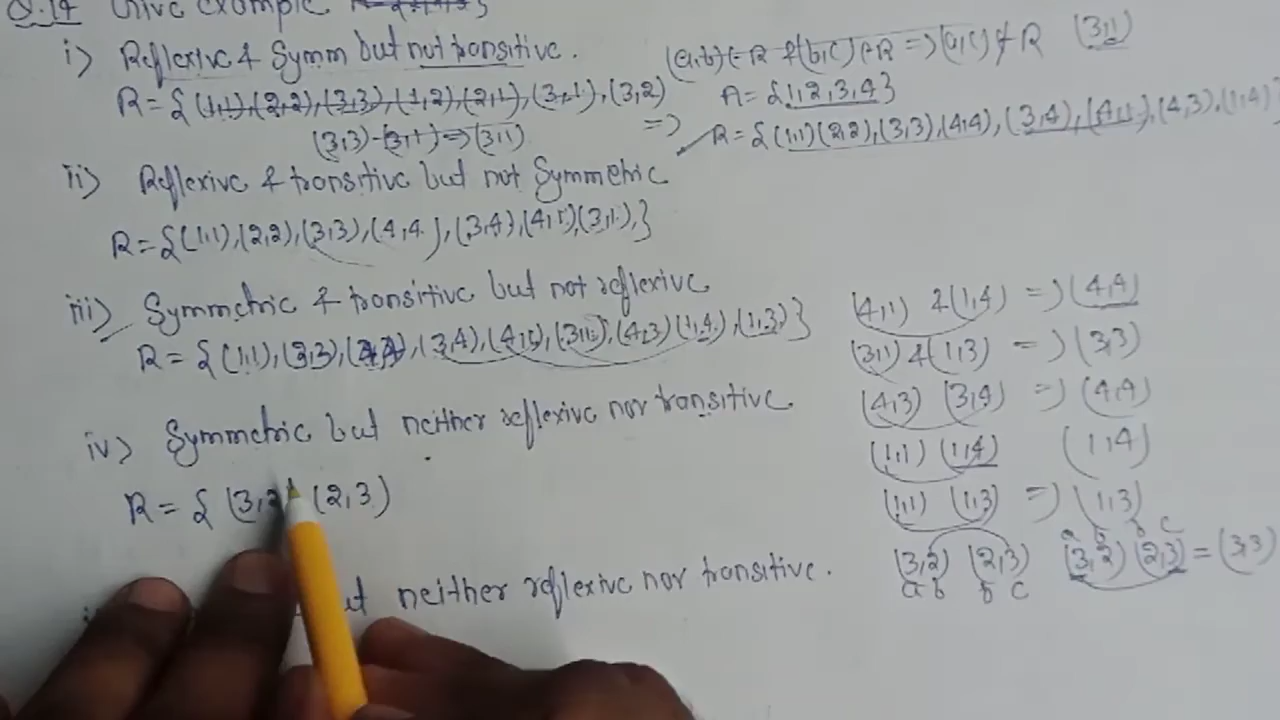 Q.14 Give example
i) Reflexive & Symm but not transitive.
R = {(1,1),(2,2),(3,3),(1,2),(2,1),(3,1),(3,2)
(3,3)-(3,1)=>(3,1)
(a,b)∈R & (b,c)∈R => (a,c)∉R (3,1)
A = {1,2,3,4}
=> R = {(1,1)(2,2),(3,3),(4,4),(3,4),(4,1),(4,3),(1,4)
ii) Reflexive & transitive but not Symmetric
R = {(1,1),(2,2),(3,3),(4,4),(3,4),(4,1),(3,1),}
iii) Symmetric & transitive but not reflexive
R = {(1,1),(3,3),(4,4),(3,4),(4,1),(3,1),(4,3)(1,4),(1,3)}
iv) Symmetric but neither reflexive nor transitive
R = { (3,2) (2,3)
neither reflexive nor transitive.
(4,1) & (1,4) => (4,4)
(3,1) & (1,3) => (3,3)
(4,3) (3,4) => (4,4)
(1,1) (1,4) (1,4)
(1,1) (1,3) => (1,3)
a b b c
(3,2) (2,3) (3,2) (2,3) = (3,3)
a b b c